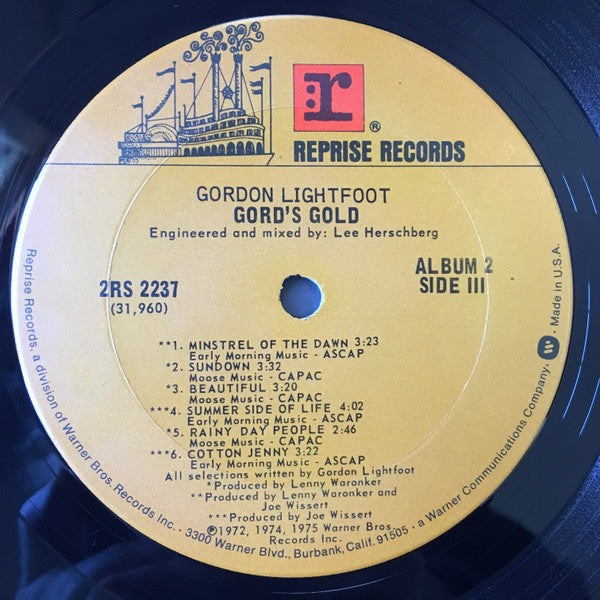 r
®
REPRISE RECORDS
GORDON LIGHTFOOT
GORD'S GOLD
Engineered and mixed by: Lee Herschberg
2RS 2237
(31,960)
ALBUM 2
SIDE III
**1. MINSTREL OF THE DAWN 3:23
Early Morning Music - ASCAP
*2. SUNDOWN 3:32
Moose Music - CAPAC
*3. BEAUTIFUL 3:20
Moose Music - CAPAC
***4. SUMMER SIDE OF LIFE 4:02
Early Morning Music - ASCAP
*5. RAINY DAY PEOPLE 2:46
Moose Music - CAPAC
***6. COTTON JENNY 3:22
Early Morning Music - ASCAP
All selections written by Gordon Lightfoot
*Produced by Lenny Waronker
**Produced by Lenny Waronker and
Joe Wissert
***Produced by Joe Wissert
℗1972, 1974, 1975 Warner Bros.
Records Inc.
Reprise Records, a division of Warner Bros. Records Inc. • 3300 Warner Blvd., Burbank, Calif. 91505 • a Warner Communications Company. W • Made in U.S.A.